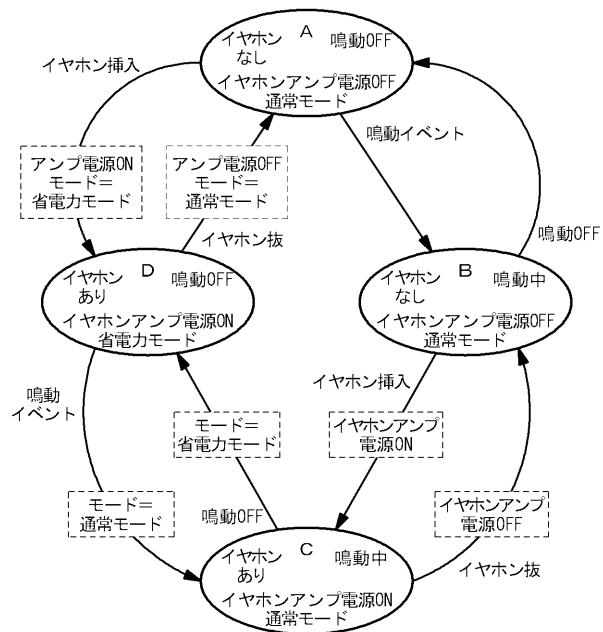 イヤホン
なし
A
鳴動OFF
イヤホンアンプ電源OFF
通常モード
イヤホン挿入
アンプ電源ON
モード＝
省電力モード
アンプ電源OFF
モード＝
通常モード
イヤホン抜
鳴動イベント
鳴動OFF
イヤホン
あり
D
鳴動OFF
イヤホンアンプ電源ON
省電力モード
イヤホン
なし
B
鳴動中
イヤホンアンプ電源OFF
通常モード
鳴動
イベント
モード＝
通常モード
モード＝
省電力モード
鳴動OFF
イヤホン挿入
イヤホンアンプ
電源ON
イヤホンアンプ
電源OFF
イヤホン抜
イヤホン
あり
C
鳴動中
イヤホンアンプ電源ON
通常モード